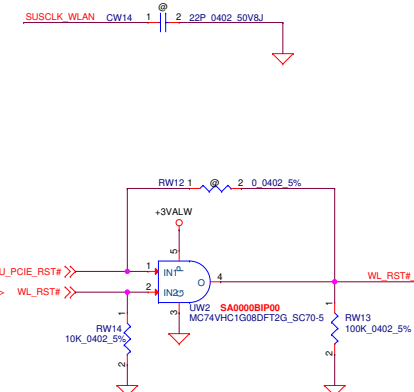 @
SUSCLK_WLAN CW14 1 2 22P_0402_50V8J
RW12 1 @ 2 0_0402_5%
+3VALW
5
U_PCIE_RST# 1 IN1 P
O 4 WL_RST#_
WL_RST# 2 IN2 G
UW2 SA0000BIP00
MC74VHC1G08DFT2G_SC70-5
3
1
RW14
10K_0402_5%
2
1
RW13
100K_0402_5%
2